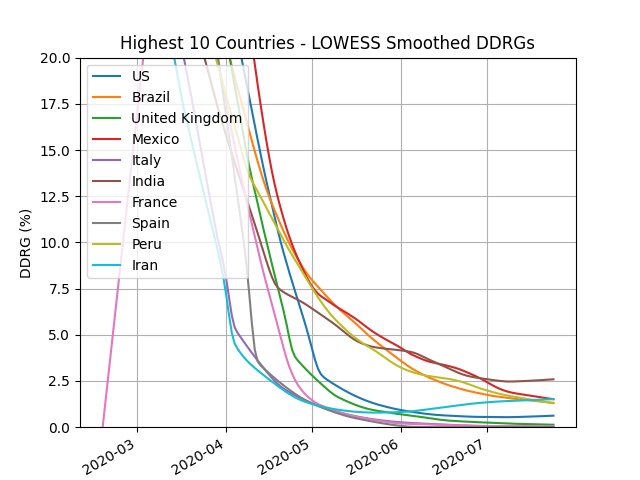 Highest 10 Countries - LOWESS Smoothed DDRGs
DDRG (%)
20.0
17.5
15.0
12.5
10.0
7.5
5.0
2.5
0.0
US
Brazil
United Kingdom
Mexico
Italy
India
France
Spain
Peru
Iran
2020-03
2020-04
2020-05
2020-06
2020-07